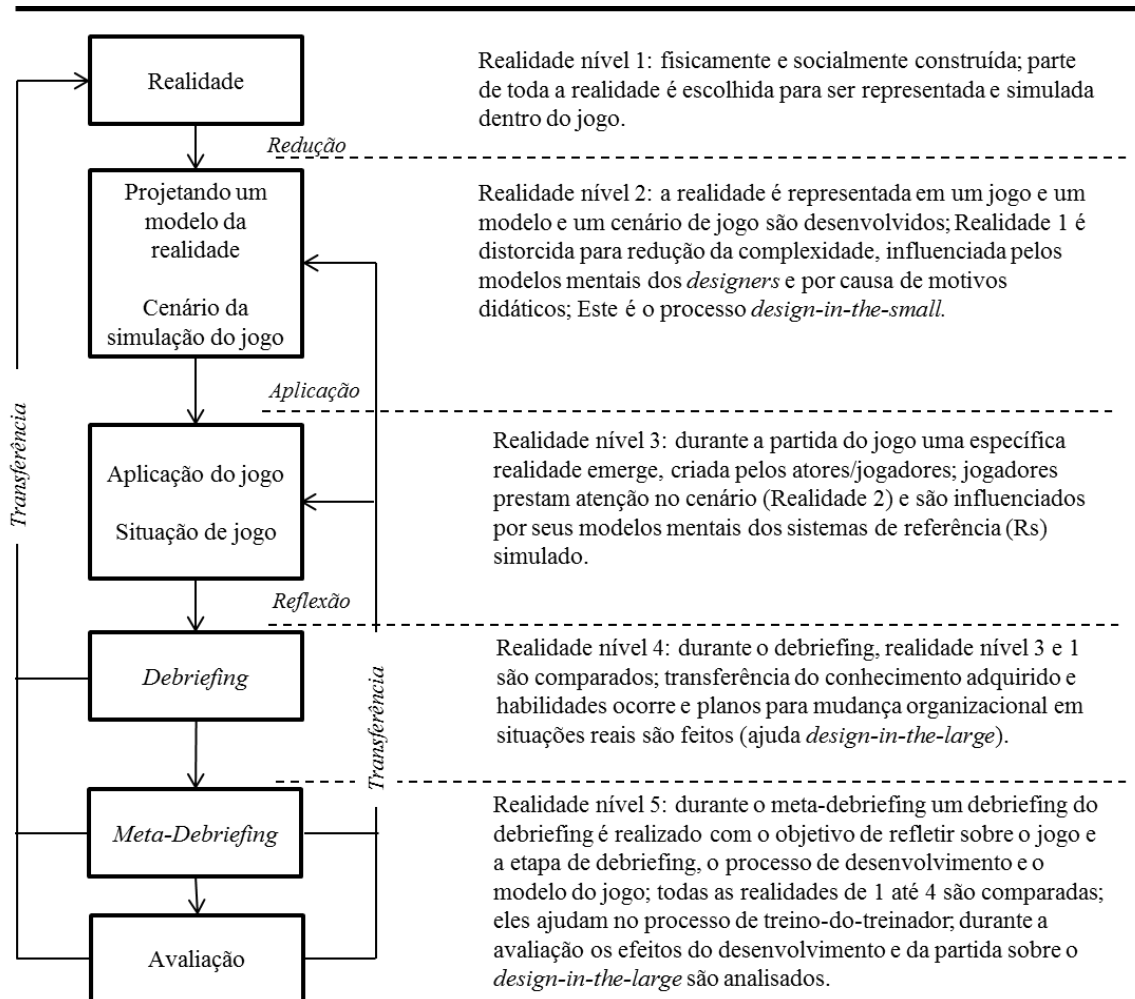 Realidade
Realidade nível 1: fisicamente e socialmente construída; parte
de toda a realidade é escolhida para ser representada e simulada
dentro do jogo.
Redução
Projetando um
modelo da
realidade
Cenário da
simulação do jogo
Realidade nível 2: a realidade é representada em um jogo e um
modelo e um cenário de jogo são desenvolvidos; Realidade 1 é
distorcida para redução da complexidade, influenciada pelos
modelos mentais dos designers e por causa de motivos
didáticos; Este é o processo design-in-the-small.
Aplicação
Transferência
Aplicação do jogo
Situação de jogo
Realidade nível 3: durante a partida do jogo uma específica
realidade emerge, criada pelos atores/jogadores; jogadores
prestam atenção no cenário (Realidade 2) e são influenciados
por seus modelos mentais dos sistemas de referência (Rs)
simulado.
Reflexão
Debriefing
Realidade nível 4: durante o debriefing, realidade nível 3 e 1
são comparados; transferência do conhecimento adquirido e
habilidades ocorre e planos para mudança organizacional em
situações reais são feitos (ajuda design-in-the-large).
Transferência
Meta-Debriefing
Realidade nível 5: durante o meta-debriefing um debriefing do
debriefing é realizado com o objetivo de refletir sobre o jogo e
a etapa de debriefing, o processo de desenvolvimento e o
modelo do jogo; todas as realidades de 1 até 4 são comparadas;
eles ajudam no processo de treino-do-treinador; durante a
avaliação os efeitos do desenvolvimento e da partida sobre o
design-in-the-large são analisados.
Avaliação